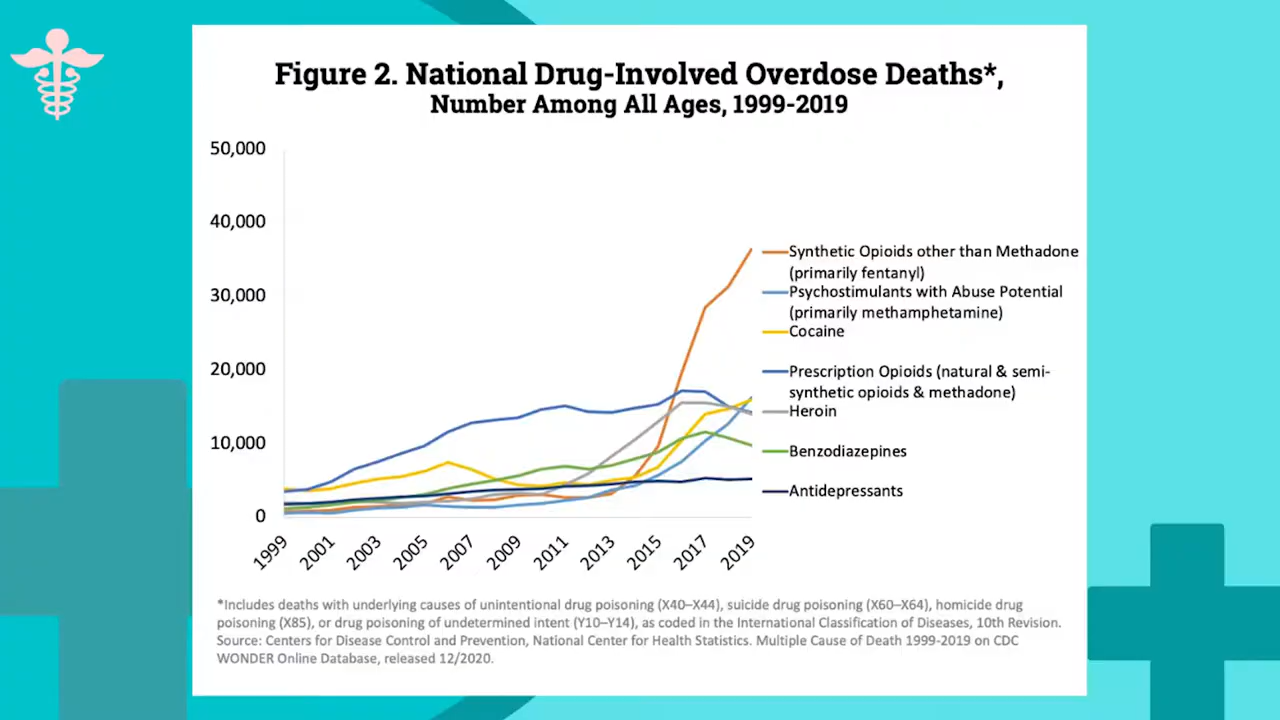 Figure 2. National Drug-Involved Overdose Deaths*,
Number Among All Ages, 1999-2019
50,000
40,000
30,000
20,000
10,000
0
1999
2001
2003
2005
2007
2009
2011
2013
2015
2017
2019
Synthetic Opioids other than Methadone
(primarily fentanyl)
Psychostimulants with Abuse Potential
(primarily methamphetamine)
Cocaine
Prescription Opioids (natural & semi-
synthetic opioids & methadone)
Heroin
Benzodiazepines
Antidepressants
*Includes deaths with underlying causes of unintentional drug poisoning (X40–X44), suicide drug poisoning (X60–X64), homicide drug
poisoning (X85), or drug poisoning of undetermined intent (Y10–Y14), as coded in the International Classification of Diseases, 10th Revision.
Source: Centers for Disease Control and Prevention, National Center for Health Statistics. Multiple Cause of Death 1999-2019 on CDC
WONDER Online Database, released 12/2020.